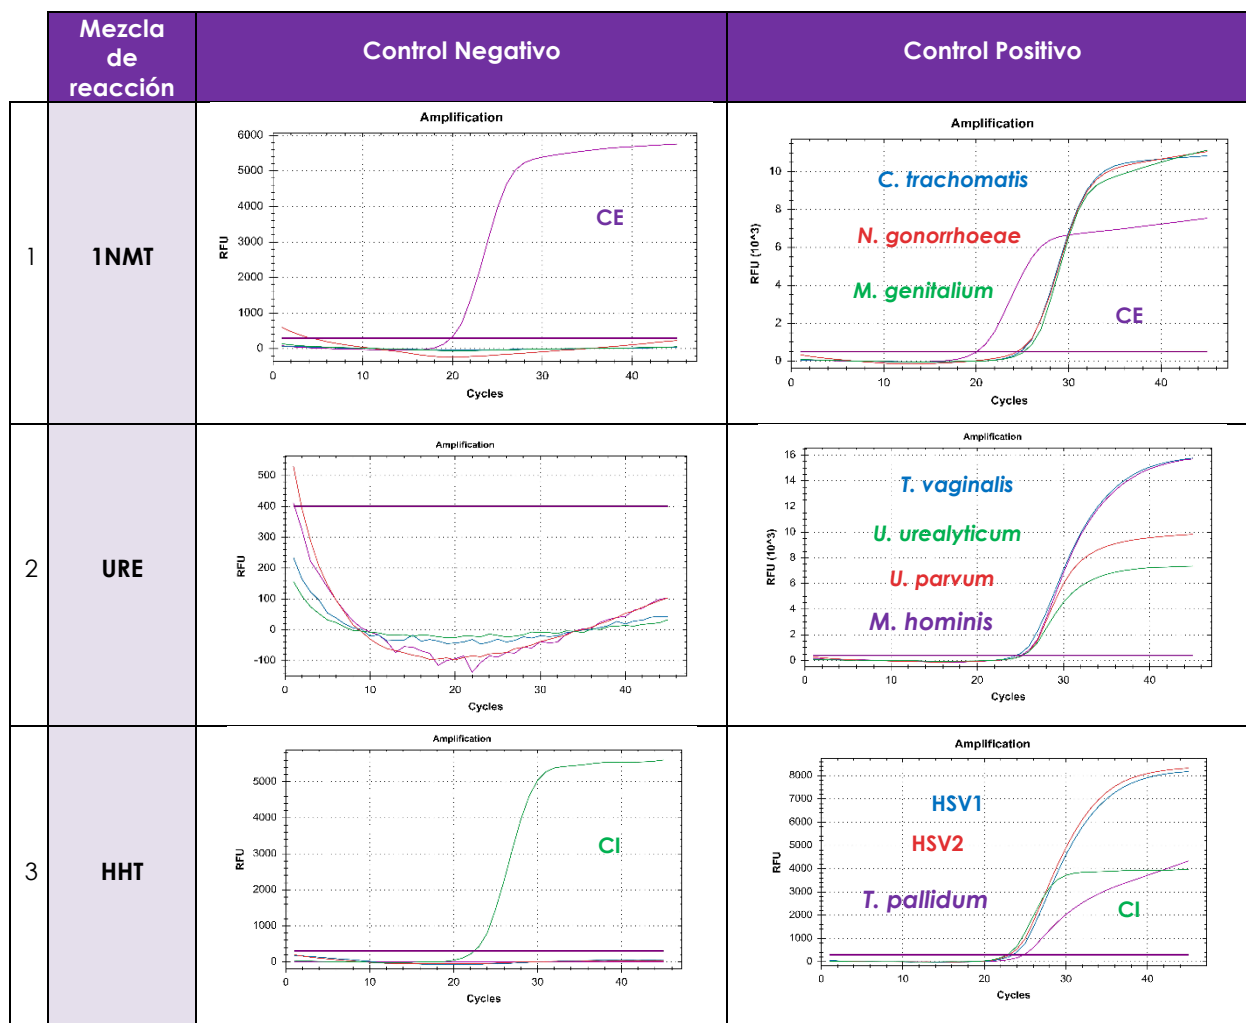 Mezcla
de
reacción
Control Negativo
Control Positivo
1
1NMT
Amplification
6000
5000
4000
3000
2000
1000
0
RFU
CE
0
20
40
Cycles
Amplification
10
8
6
4
2
0
RFU (10^3)
C. trachomatis
N. gonorrhoeae
M. genitalium
CE
0
10
20
30
40
Cycles
2
URE
Amplification
500
400
300
200
100
0
-100
RFU
0
10
20
30
40
Cycles
Amplification
16
14
12
10
8
6
4
2
0
RFU (10^3)
T. vaginalis
U. urealyticum
U. parvum
M. hominis
0
10
20
30
40
Cycles
3
HHT
Amplification
5000
4000
3000
2000
1000
0
RFU
CI
0
10
20
30
40
Cycles
Amplification
8000
7000
6000
5000
4000
3000
2000
1000
0
RFU
HSV1
HSV2
T. pallidum
CI
0
10
20
30
40
Cycles